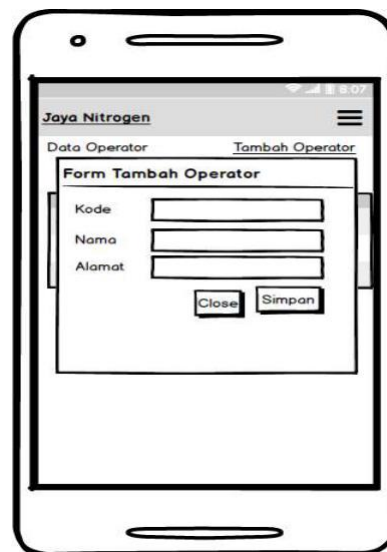 8:07
Jaya Nitrogen
Data Operator Tambah Operator
Form Tambah Operator
Kode
Nama
Alamat
Close Simpan